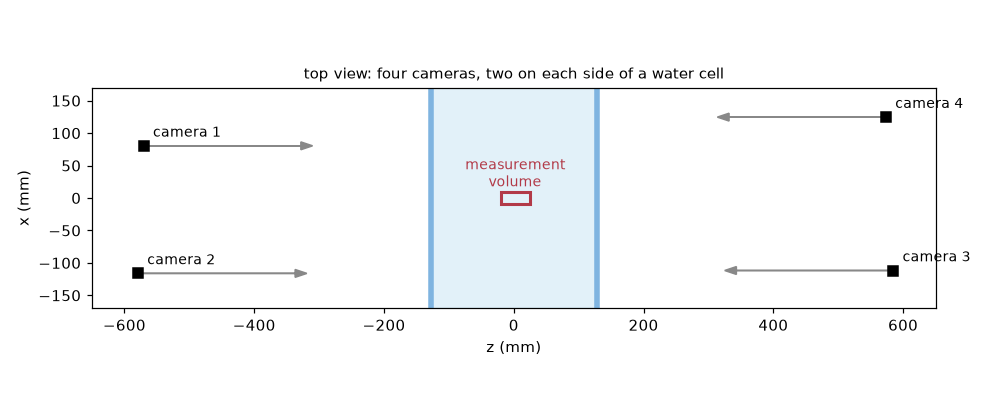 top view: four cameras, two on each side of a water cell
camera 4
camera 1
measurement
volume
camera 2
camera 3
150
100
50
0
−50
−100
−150
x (mm)
−600
−400
−200
0
200
400
600
z (mm)